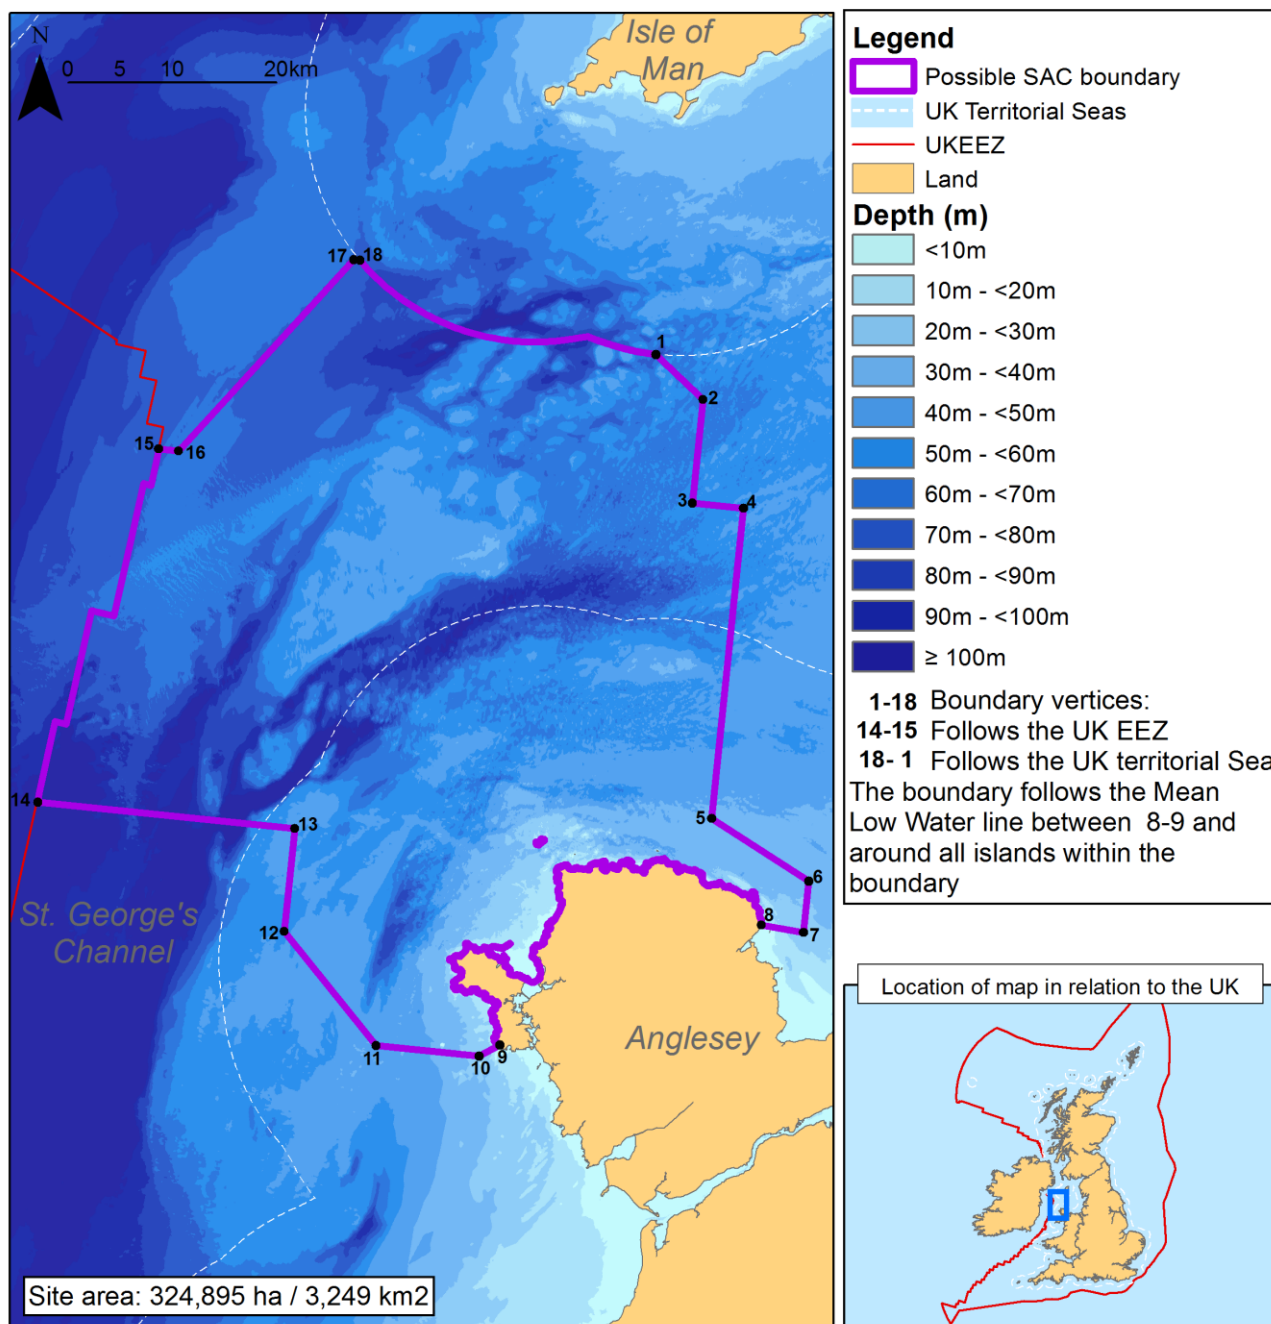 Isle of
Man
N
0 5 10 20km
17
18
1
2
15
16
3
4
14
13
5
6
8
7
12
St. George's
Channel
11
10
9
Anglesey
Site area: 324,895 ha / 3,249 km2
Legend
Possible SAC boundary
UK Territorial Seas
UKEEZ
Land
Depth (m)
<10m
10m - <20m
20m - <30m
30m - <40m
40m - <50m
50m - <60m
60m - <70m
70m - <80m
80m - <90m
90m - <100m
≥ 100m
1-18 Boundary vertices:
14-15 Follows the UK EEZ
18- 1 Follows the UK territorial Sea
The boundary follows the Mean
Low Water line between 8-9 and
around all islands within the
boundary
Location of map in relation to the UK